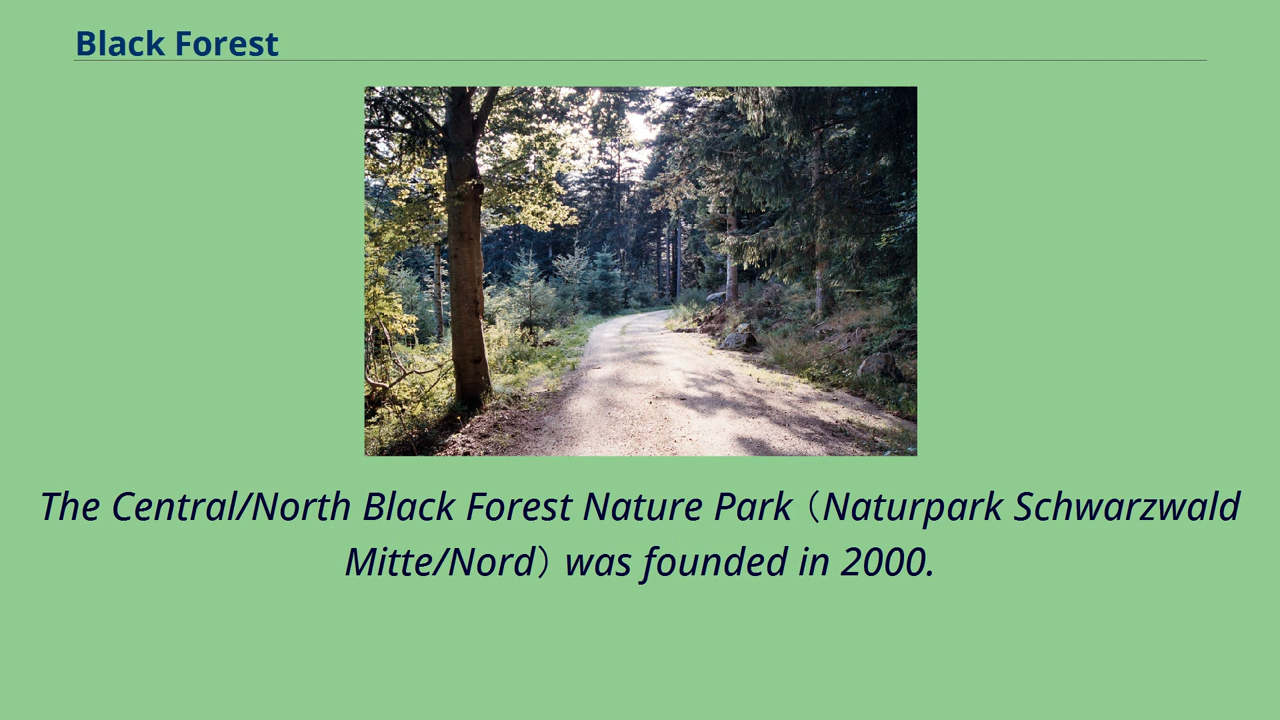 Black Forest
The Central/North Black Forest Nature Park（Naturpark Schwarzwald
Mitte/Nord）was founded in 2000.